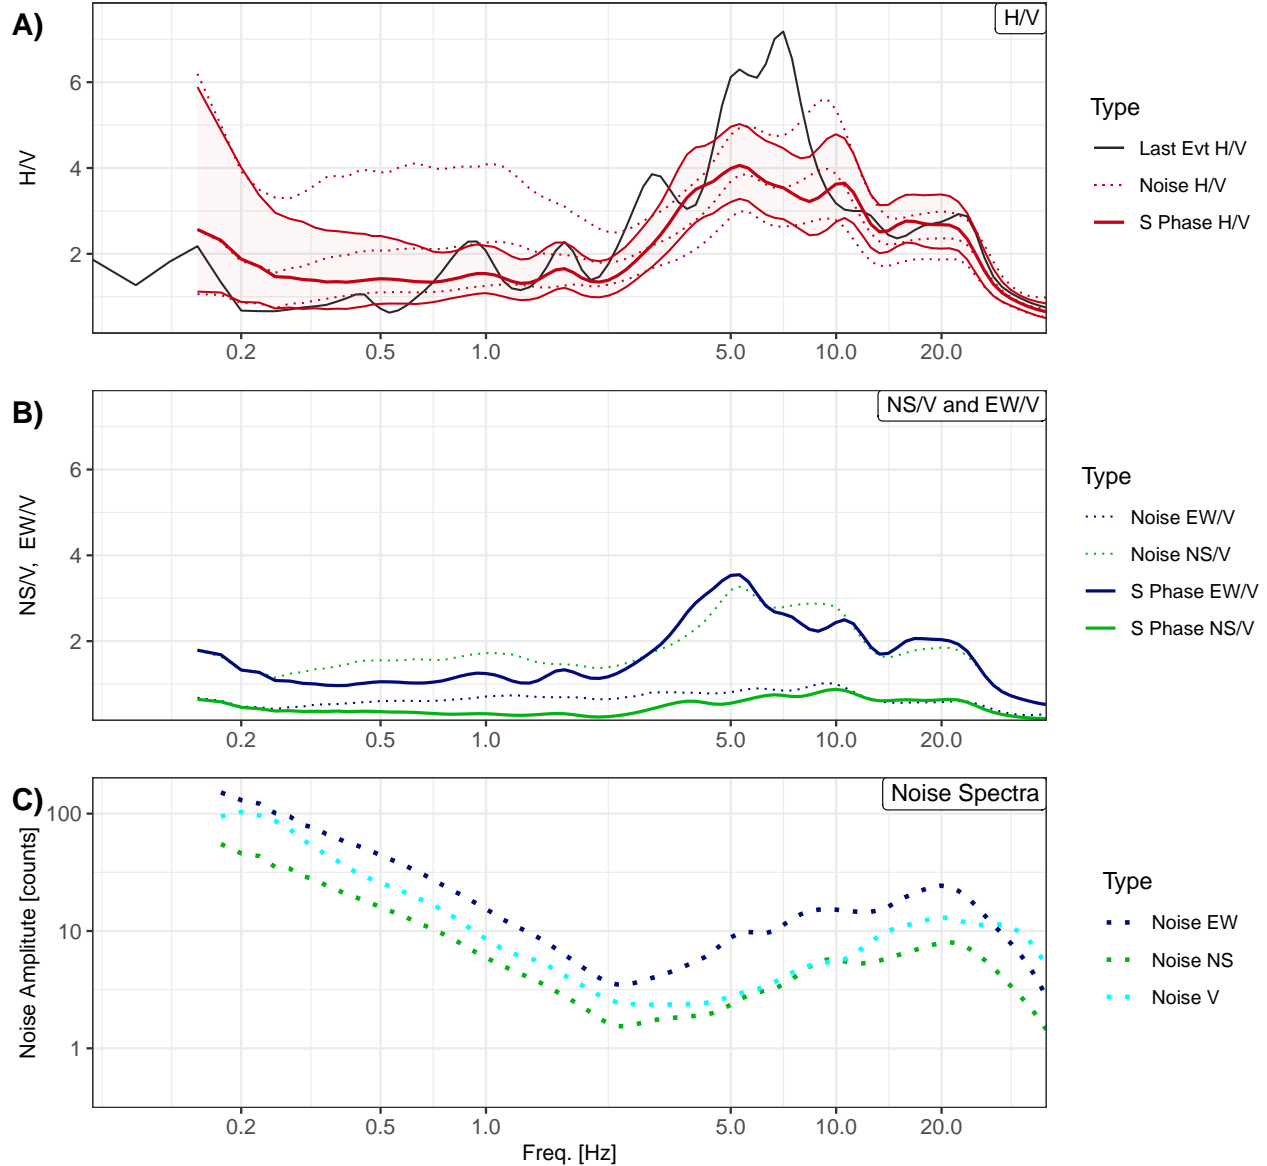 A)
H/V
6
4
2
H/V
0.2 0.5 1.0 5.0 10.0 20.0
Type
Last Evt H/V
Noise H/V
S Phase H/V
B)
NS/V and EW/V
6
4
2
NS/V, EW/V
0.2 0.5 1.0 5.0 10.0 20.0
Type
Noise EW/V
Noise NS/V
S Phase EW/V
S Phase NS/V
C)
Noise Spectra
100
10
1
Noise Amplitute [counts]
0.2 0.5 1.0 5.0 10.0 20.0
Freq. [Hz]
Type
Noise EW
Noise NS
Noise V